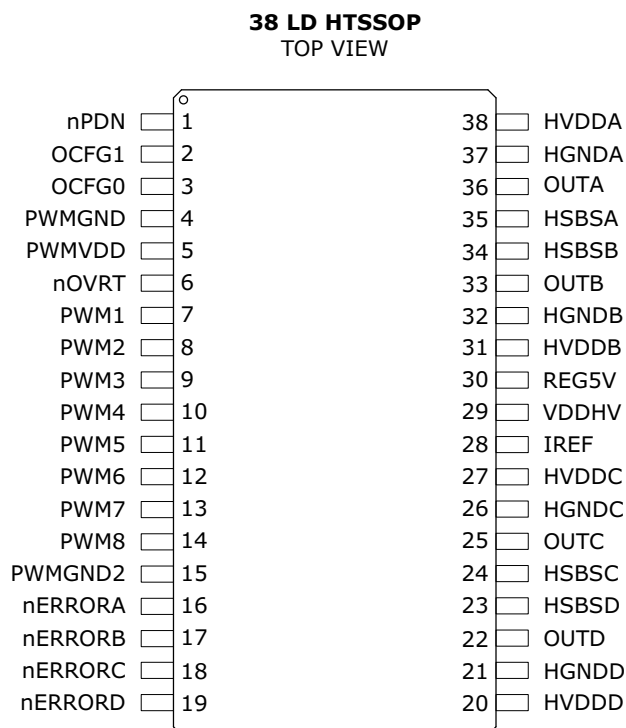 38 LD HTSSOP
TOP VIEW
nPDN 1 38 HVDDA
OCFG1 2 37 HGNDA
OCFG0 3 36 OUTA
PWMGND 4 35 HSBSA
PWMVDD 5 34 HSBSB
nOVRT 6 33 OUTB
PWM1 7 32 HGNDB
PWM2 8 31 HVDDB
PWM3 9 30 REG5V
PWM4 10 29 VDDHV
PWM5 11 28 IREF
PWM6 12 27 HVDDC
PWM7 13 26 HGNDC
PWM8 14 25 OUTC
PWMGND2 15 24 HSBSC
nERRORA 16 23 HSBSD
nERRORB 17 22 OUTD
nERRORC 18 21 HGNDD
nERRORD 19 20 HVDDD